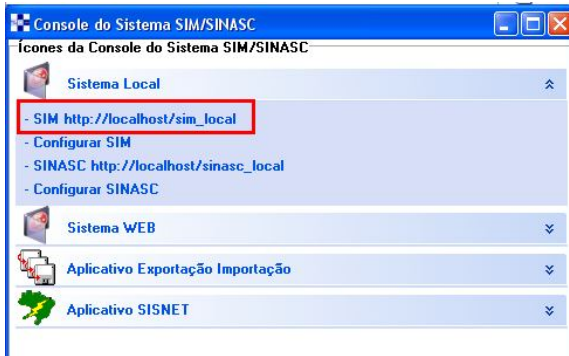 Console do Sistema SIM/SINASC
Ícones da Console do Sistema SIM/SINASC
Sistema Local
- SIM http://localhost/sim_local
- Configurar SIM
- SINASC http://localhost/sinasc_local
- Configurar SINASC
Sistema WEB
Aplicativo Exportação Importação
Aplicativo SISNET